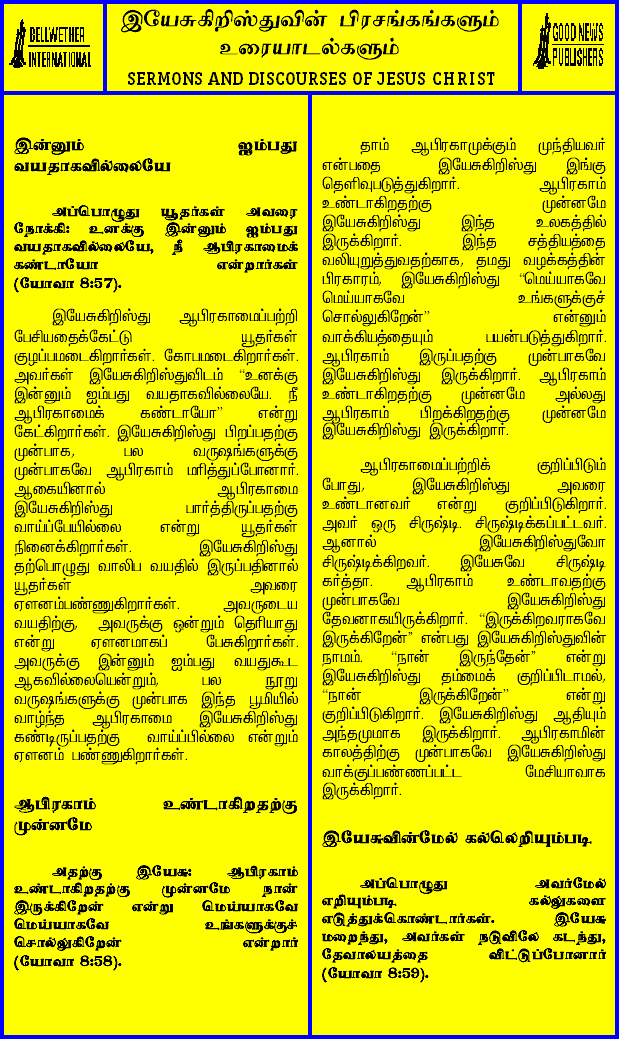 BELLWETHER
INTERNATIONAL
இயேசுகிறிஸ்துவின் பிரசங்கங்களும்
உரையாடல்களும்
SERMONS AND DISCOURSES OF JESUS CHRIST
GOOD NEWS
PUBLISHERS
இன்னும் ஐம்பது
வயதாகவில்லையே
அப்பொழுது யூதர்கள் அவரை
நோக்கி: உனக்கு இன்னும் ஐம்பது
வயதாகவில்லையே, நீ ஆபிரகாமைக்
கண்டாயோ என்றார்கள்
(யோவா 8:57).
இயேசுகிறிஸ்து ஆபிரகாமைப்பற்றி
பேசியதைக்கேட்டு யூதர்கள்
குழப்பமடைகிறார்கள். கோபமடைகிறார்கள்.
அவர்கள் இயேசுகிறிஸ்துவிடம் “உனக்கு
இன்னும் ஐம்பது வயதாகவில்லையே. நீ
ஆபிரகாமைக் கண்டாயோ” என்று
கேட்கிறார்கள். இயேசுகிறிஸ்து பிறப்பதற்கு
முன்பாக, பல வருஷங்களுக்கு
முன்பாகவே ஆபிரகாம் மரித்துப்போனார்.
ஆகையினால் ஆபிரகாமை
இயேசுகிறிஸ்து பார்த்திருப்பதற்கு
வாய்ப்பேயில்லை என்று யூதர்கள்
நினைக்கிறார்கள். இயேசுகிறிஸ்து
தற்பொழுது வாலிப வயதில் இருப்பதினால்
யூதர்கள் அவரை
ஏளனம்பண்ணுகிறார்கள். அவருடைய
வயதிற்கு, அவருக்கு ஒன்றும் தெரியாது
என்று ஏளனமாகப் பேசுகிறார்கள்.
அவருக்கு இன்னும் ஐம்பது வயதுகூட
ஆகவில்லையென்றும், பல நூறு
வருஷங்களுக்கு முன்பாக இந்த பூமியில்
வாழ்ந்த ஆபிரகாமை இயேசுகிறிஸ்து
கண்டிருப்பதற்கு வாய்ப்பில்லை என்றும்
ஏளனம் பண்ணுகிறார்கள்.
ஆபிரகாம் உண்டாகிறதற்கு
முன்னமே
அதற்கு இயேசு: ஆபிரகாம்
உண்டாகிறதற்கு முன்னமே நான்
இருக்கிறேன் என்று மெய்யாகவே
மெய்யாகவே உங்களுக்குச்
சொல்லுகிறேன் என்றார்
(யோவா 8:58).
தாம் ஆபிரகாமுக்கும் முந்தியவர்
என்பதை இயேசுகிறிஸ்து இங்கு
தெளிவுபடுத்துகிறார். ஆபிரகாம்
உண்டாகிறதற்கு முன்னமே
இயேசுகிறிஸ்து இந்த உலகத்தில்
இருக்கிறார். இந்த சத்தியத்தை
வலியுறுத்துவதற்காக, தமது வழக்கத்தின்
பிரகாரம், இயேசுகிறிஸ்து “மெய்யாகவே
மெய்யாகவே உங்களுக்குச்
சொல்லுகிறேன்” என்னும்
வாக்கியத்தையும் பயன்படுத்துகிறார்.
ஆபிரகாம் இருப்பதற்கு முன்பாகவே
இயேசுகிறிஸ்து இருக்கிறார். ஆபிரகாம்
உண்டாகிறதற்கு முன்னமே அல்லது
ஆபிரகாம் பிறக்கிறதற்கு முன்னமே
இயேசுகிறிஸ்து இருக்கிறார்.
ஆபிரகாமைப்பற்றிக் குறிப்பிடும்
போது, இயேசுகிறிஸ்து அவரை
உண்டானவர் என்று குறிப்பிடுகிறார்.
அவர் ஒரு சிருஷ்டி. சிருஷ்டிக்கப்பட்டவர்.
ஆனால் இயேசுகிறிஸ்துவோ
சிருஷ்டிக்கிறவர். இயேசுவே சிருஷ்டி
கர்த்தா. ஆபிரகாம் உண்டாவதற்கு
முன்பாகவே இயேசுகிறிஸ்து
தேவனாகயிருக்கிறார். “இருக்கிறவராகவே
இருக்கிறேன்” என்பது இயேசுகிறிஸ்துவின்
நாமம். “நான் இருந்தேன்” என்று
இயேசுகிறிஸ்து தம்மைக் குறிப்பிடாமல்,
“நான் இருக்கிறேன்” என்று
குறிப்பிடுகிறார். இயேசுகிறிஸ்து ஆதியும்
அந்தமுமாக இருக்கிறார். ஆபிரகாமின்
காலத்திற்கு முன்பாகவே இயேசுகிறிஸ்து
வாக்குப்பண்ணப்பட்ட மேசியாவாக
இருக்கிறார்.
இயேசுவின்மேல் கல்லெறியும்படி.
அப்பொழுது அவர்மேல்
எறியும்படி கல்லுகளை
எடுத்துக்கொண்டார்கள். இயேசு
மறைந்து, அவர்கள் நடுவிலே கடந்து,
தேவாலயத்தை விட்டுப்போனார்
(யோவா 8:59).